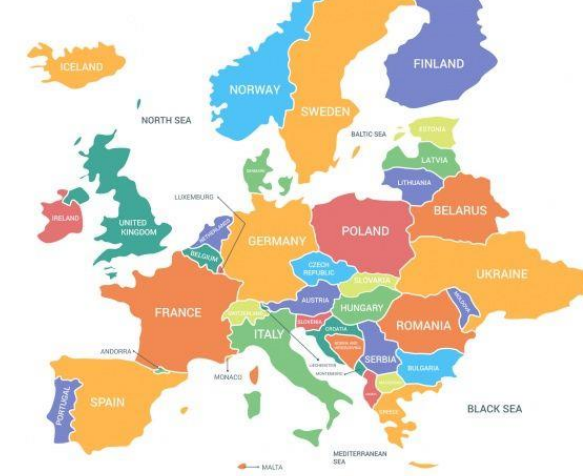 ICELAND
NORWAY
SWEDEN
FINLAND
NORTH SEA
BALTIC SEA
ESTONIA
LATVIA
LITHUANIA
DENMARK
IRELAND
UNITED
KINGDOM
LUXEMBURG
NETHERLANDS
BELGIUM
GERMANY
POLAND
BELARUS
UKRAINE
CZECH
REPUBLIC
SLOVAKIA
AUSTRIA
HUNGARY
MOLDOVA
FRANCE
SWITZERLAND
SLOVENIA
CROATIA
ROMANIA
ITALY
BOSNIA AND
HERZEGOVINA
SERBIA
BULGARIA
ANDORRA
MONACO
LIECHTENSTEIN
MONTENEGRO
PORTUGAL
SPAIN
GREECE
BLACK SEA
MEDITERRANEAN
SEA
MALTA